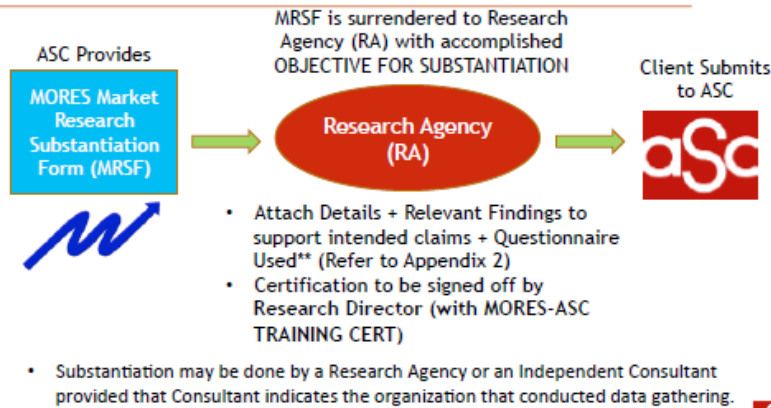 MRSF is surrendered to Research
Agency (RA) with accomplished
OBJECTIVE FOR SUBSTANTIATION
ASC Provides
Client Submits
to ASC
MORES Market
Research
Substantiation
Form (MRSF)
Research Agency
(RA)
aSc
• Attach Details + Relevant Findings to
support intended claims + Questionnaire
Used** (Refer to Appendix 2)
• Certification to be signed off by
Research Director (with MORES-ASC
TRAINING CERT)
• Substantiation may be done by a Research Agency or an Independent Consultant
provided that Consultant indicates the organization that conducted data gathering.